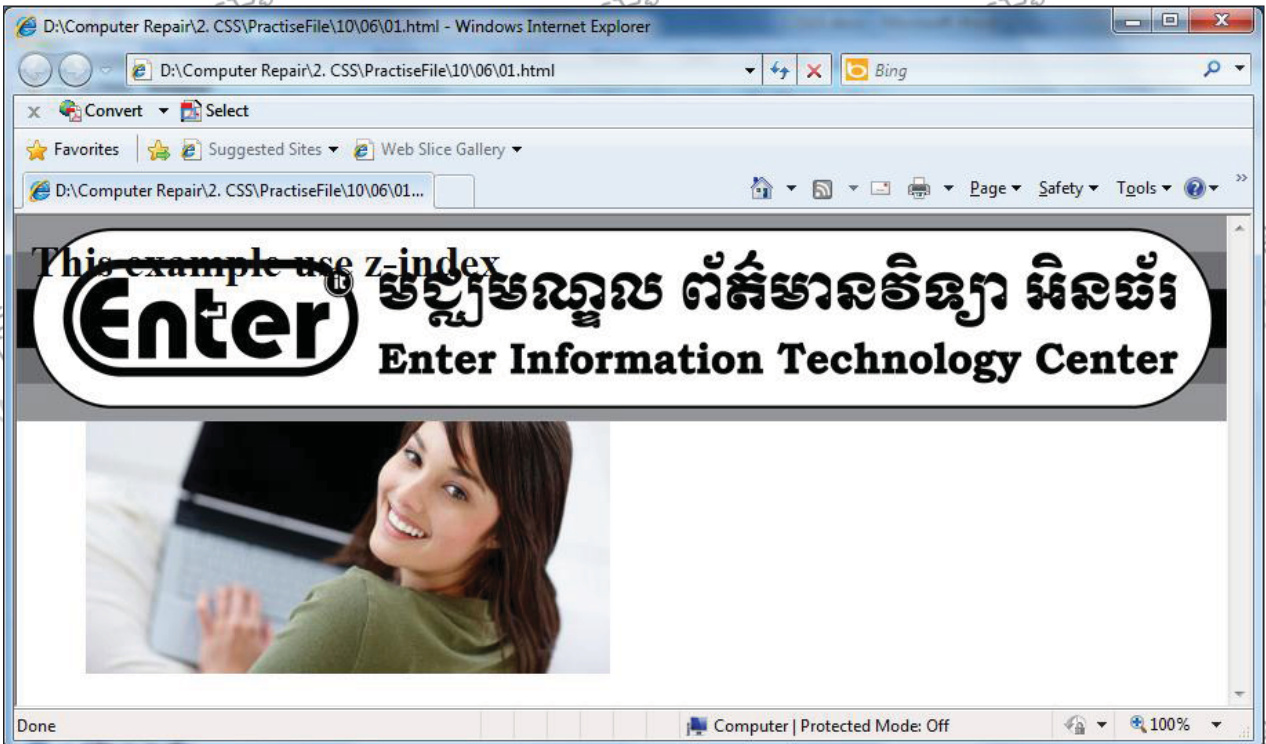 D:\Computer Repair\2. CSS\PractiseFile\10\06\01.html - Windows Internet Explorer
D:\Computer Repair\2. CSS\PractiseFile\10\06\01.html
Bing
x Convert Select
Favorites Suggested Sites Web Slice Gallery
D:\Computer Repair\2. CSS\PractiseFile\10\06\01...
Page Safety Tools
This example use z-index
Enter
it
មជ្ឈមណ្ឌល ព័ត៌មានវិទ្យា អិនធ័រ
Enter Information Technology Center
Done
Computer | Protected Mode: Off
100%